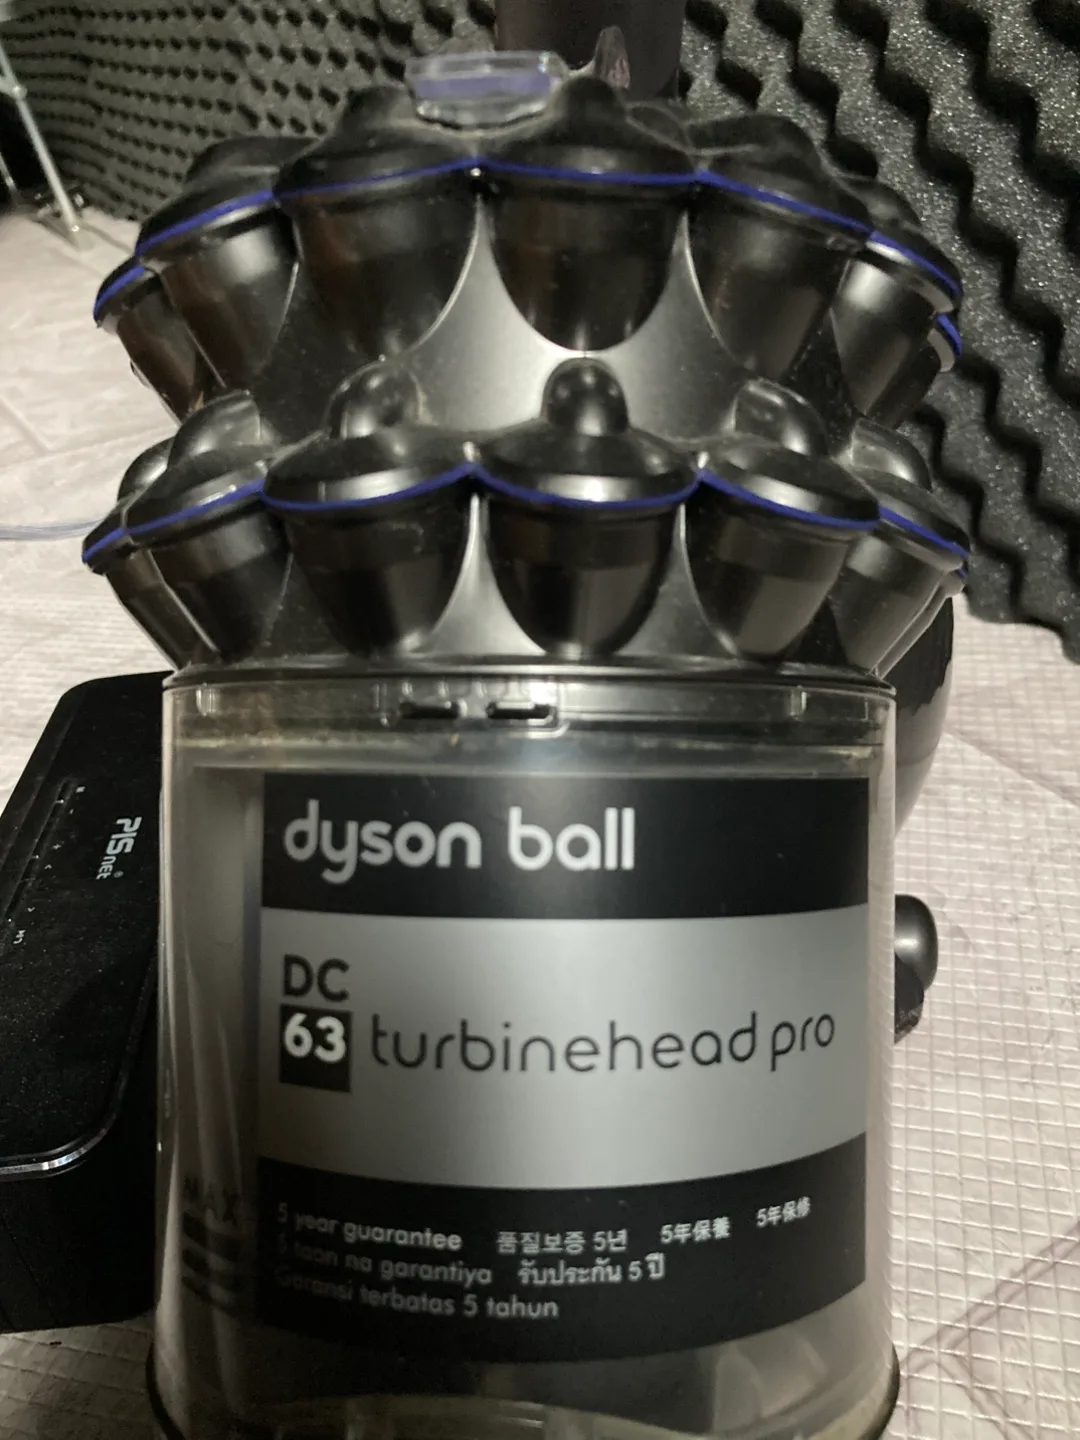 dyson ball
DC
63 turbinehead pro
5 year guarantee 품질보증 5년 5年保養 5年保修
5 taon na garantiya รับประกัน 5 ปี
Garansi terbatas 5 tahun
MAX
PLSnet®